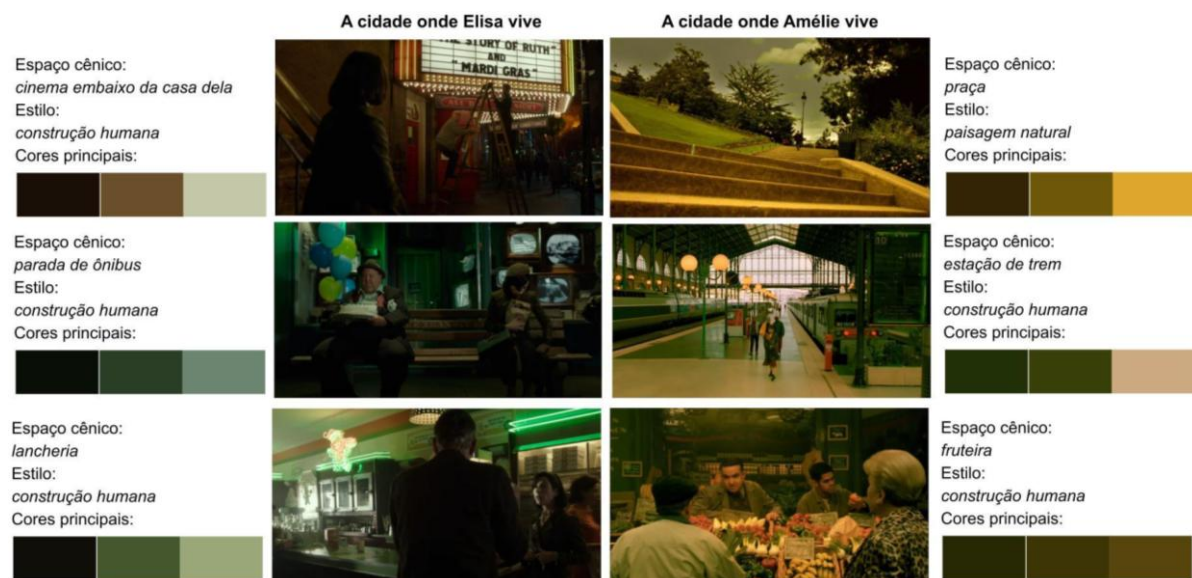 A cidade onde Elisa vive
A cidade onde Amélie vive
Espaço cênico:
cinema embaixo da casa dela
Estilo:
construção humana
Cores principais:
THE STORY OF RUTH"
AND
"MARDI GRAS"
Espaço cênico:
praça
Estilo:
paisagem natural
Cores principais:
Espaço cênico:
parada de ônibus
Estilo:
construção humana
Cores principais:
Espaço cênico:
estação de trem
Estilo:
construção humana
Cores principais:
Espaço cênico:
lancheria
Estilo:
construção humana
Cores principais:
Espaço cênico:
fruteira
Estilo:
construção humana
Cores principais: